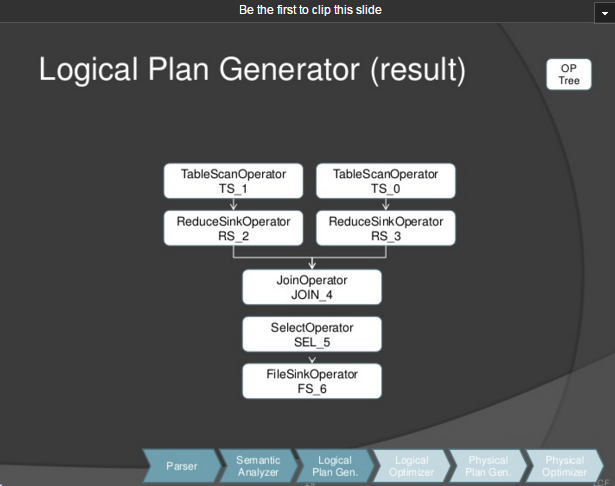 Be the first to clip this slide
Logical Plan Generator (result)
OP
Tree
TableScanOperator
TS_1
TableScanOperator
TS_0
ReduceSinkOperator
RS_2
ReduceSinkOperator
RS_3
JoinOperator
JOIN_4
SelectOperator
SEL_5
FileSinkOperator
FS_6
Parser
Semantic
Analyzer
Logical
Plan Gen.
Logical
Optimizer
Physical
Plan Gen.
Physical
Optimizer